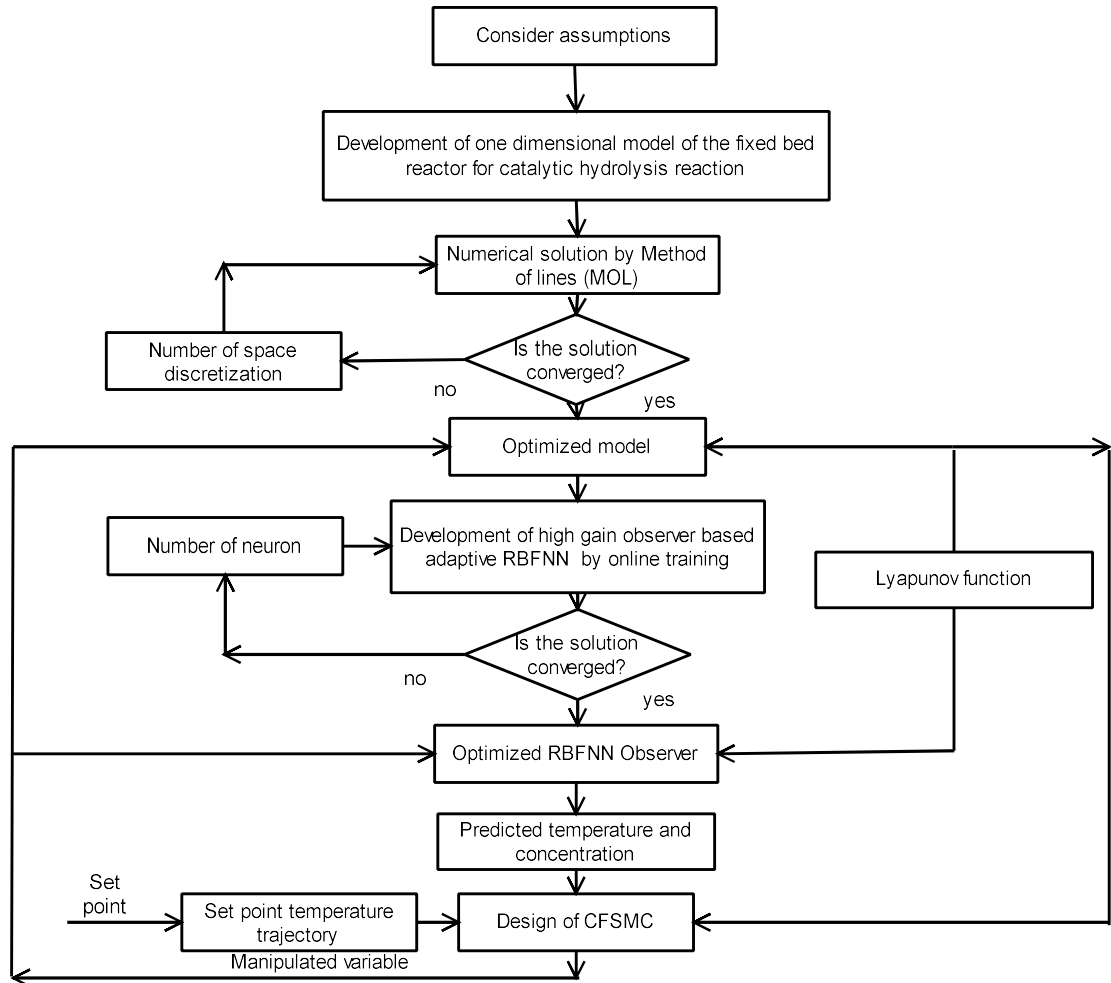 Consider assumptions
Development of one dimensional model of the fixed bed
reactor for catalytic hydrolysis reaction
Numerical solution by Method
of lines (MOL)
Number of space
discretization
Is the solution
converged?
no
yes
Optimized model
Number of neuron
Development of high gain observer based
adaptive RBFNN by online training
Lyapunov function
Is the solution
converged?
no
yes
Optimized RBFNN Observer
Predicted temperature and
concentration
Set
point
Set point temperature
trajectory
Design of CFSMC
Manipulated variable